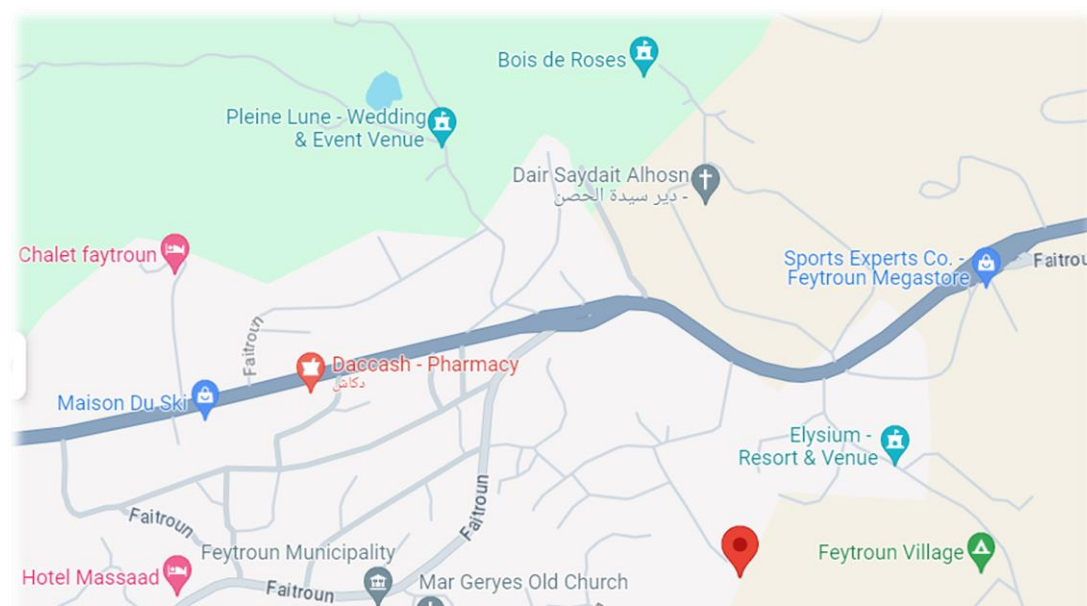 Bois de Roses
Pleine Lune - Wedding
& Event Venue
Dair Saydait Alhosn
- دير سيدة الحصن
Chalet faytroun
Sports Experts Co. -
Feytroun Megastore
Faitrou
Faitroun
Daccash - Pharmacy
دكاش
Maison Du Ski
Elysium -
Resort & Venue
Faitroun
Faitroun
Feytroun Municipality
Feytroun Village
Hotel Massaad
Faitroun
Mar Geryes Old Church